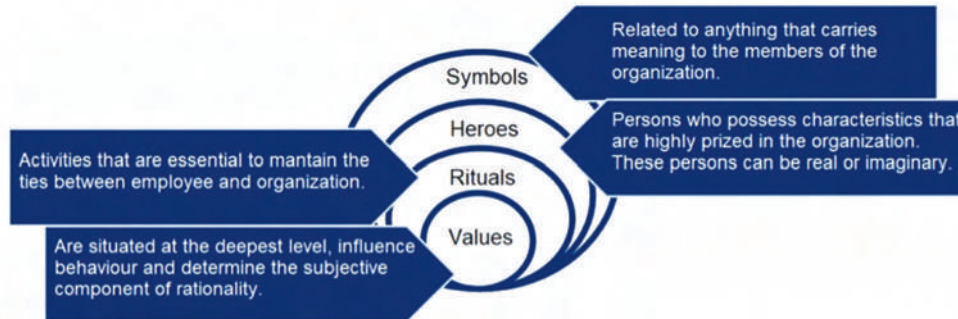 Related to anything that carries
meaning to the members of the
organization.
Symbols
Persons who possess characteristics that
are highly prized in the organization.
These persons can be real or imaginary.
Heroes
Activities that are essential to mantain the
ties between employee and organization.
Rituals
Are situated at the deepest level, influence
behaviour and determine the subjective
component of rationality.
Values